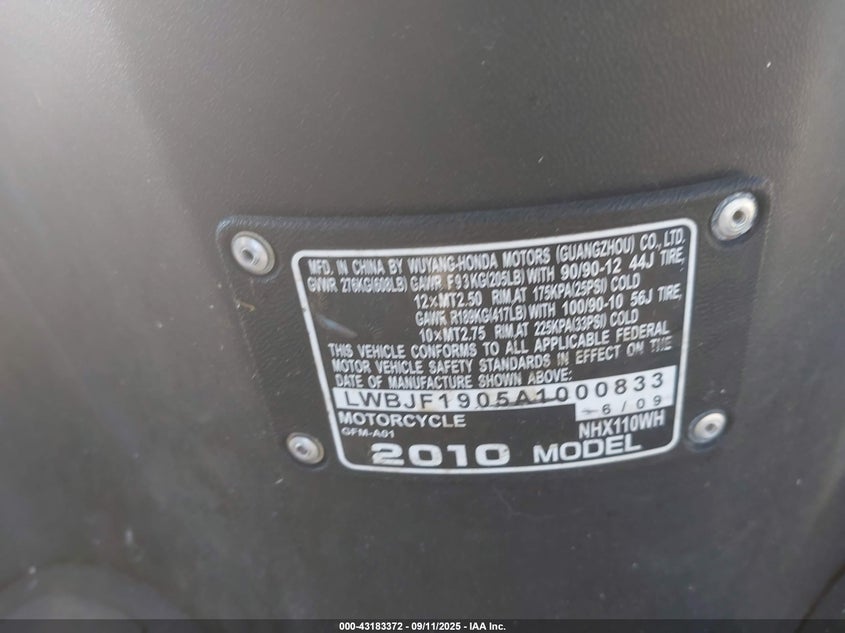 MFD. IN CHINA BY WUYANG-HONDA MOTORS (GUANGZHOU) CO., LTD.
GVWR 276KG(608LB) GAWR F93KG(205LB) WITH 90/90-12 44J TIRE,
12×MT2.50 RIM,AT 175KPA(25PSI) COLD
GAWR R189KG(417LB) WITH 100/90-10 56J TIRE,
10×MT2.75 RIM,AT 225KPA(33PSI) COLD
THIS VEHICLE CONFORMS TO ALL APPLICABLE FEDERAL
MOTOR VEHICLE SAFETY STANDARDS IN EFFECT ON THE
DATE OF MANUFACTURE SHOWN ABOVE:
LWBJF1905A1000833
6/09
MOTORCYCLE NHX110WH
GFM-A01
2010 MODEL
000-43183372 - 09/11/2025 - IAA Inc.